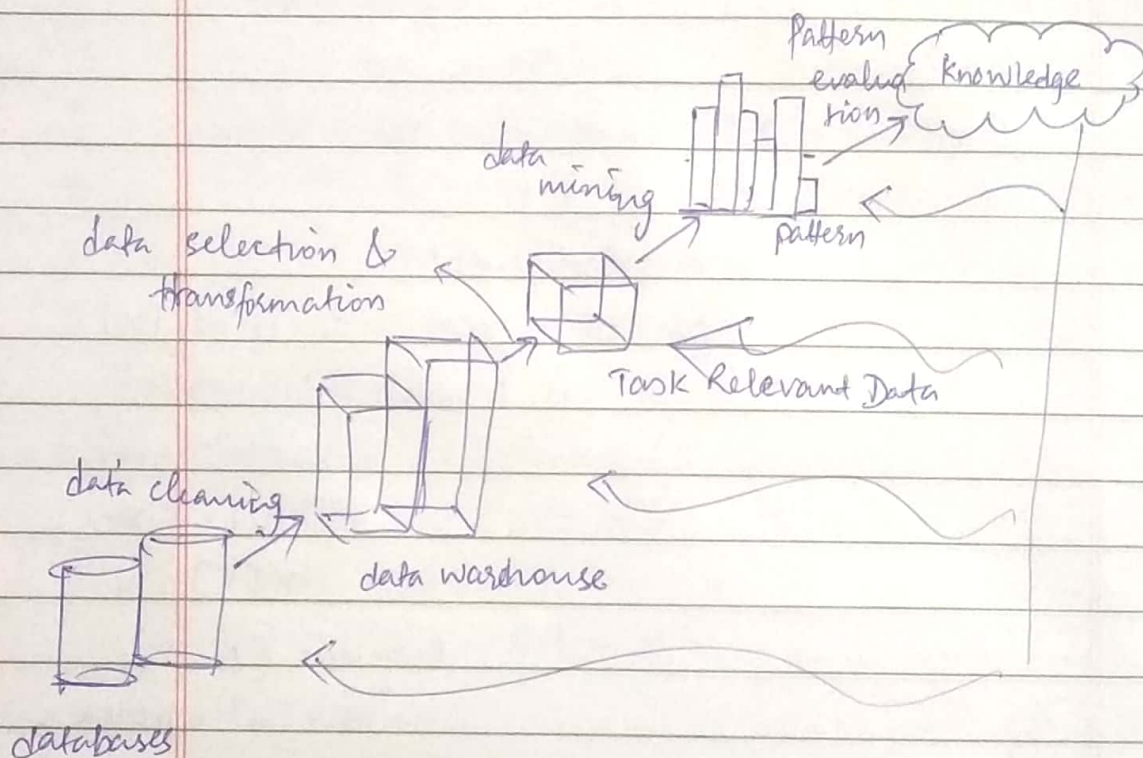 Pattern
evalua
tion
Knowledge
data
mining
pattern
data selection &
transformation
Task Relevant Data
data cleaning
data warehouse
databases